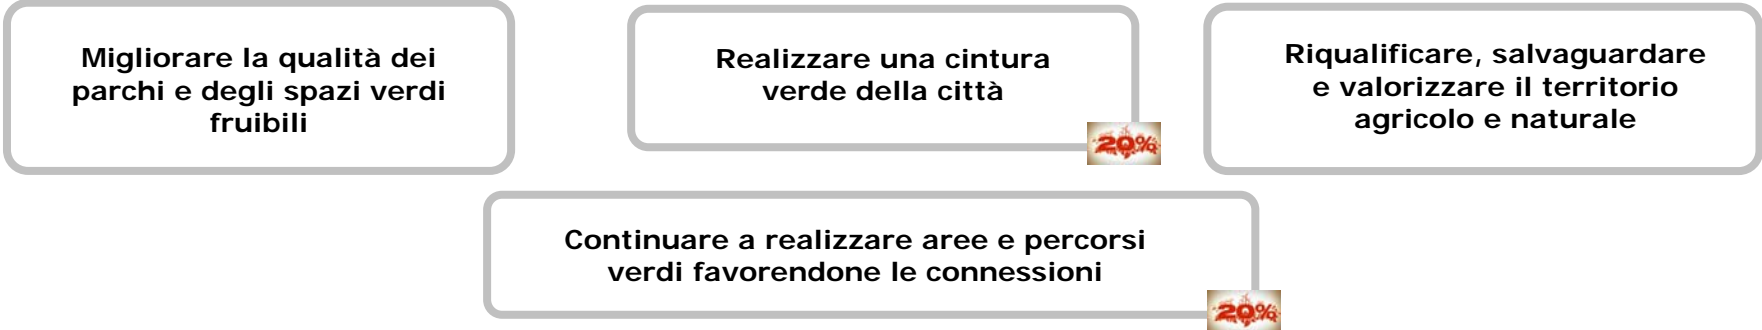 Migliorare la qualità dei
parchi e degli spazi verdi
fruibili
Realizzare una cintura
verde della città
20%
Riqualificare, salvaguardare
e valorizzare il territorio
agricolo e naturale
Continuare a realizzare aree e percorsi
verdi favorendone le connessioni
20%